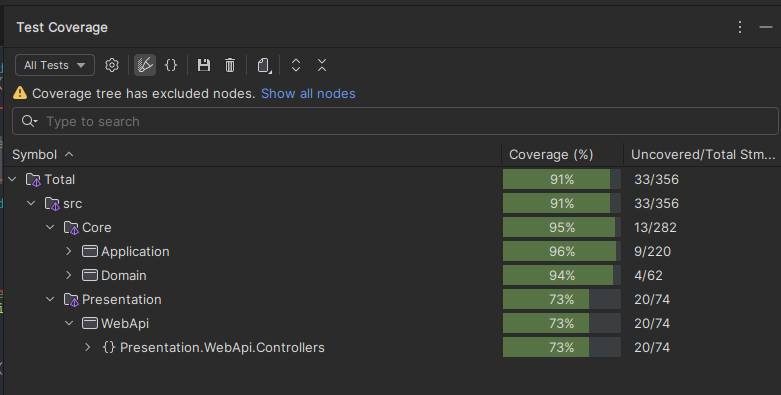 Test Coverage
All Tests
Coverage tree has excluded nodes. Show all nodes
Type to search
Symbol Coverage (%) Uncovered/Total Stm...
Total 91% 33/356
src 91% 33/356
Core 95% 13/282
Application 96% 9/220
Domain 94% 4/62
Presentation 73% 20/74
WebApi 73% 20/74
{} Presentation.WebApi.Controllers 73% 20/74